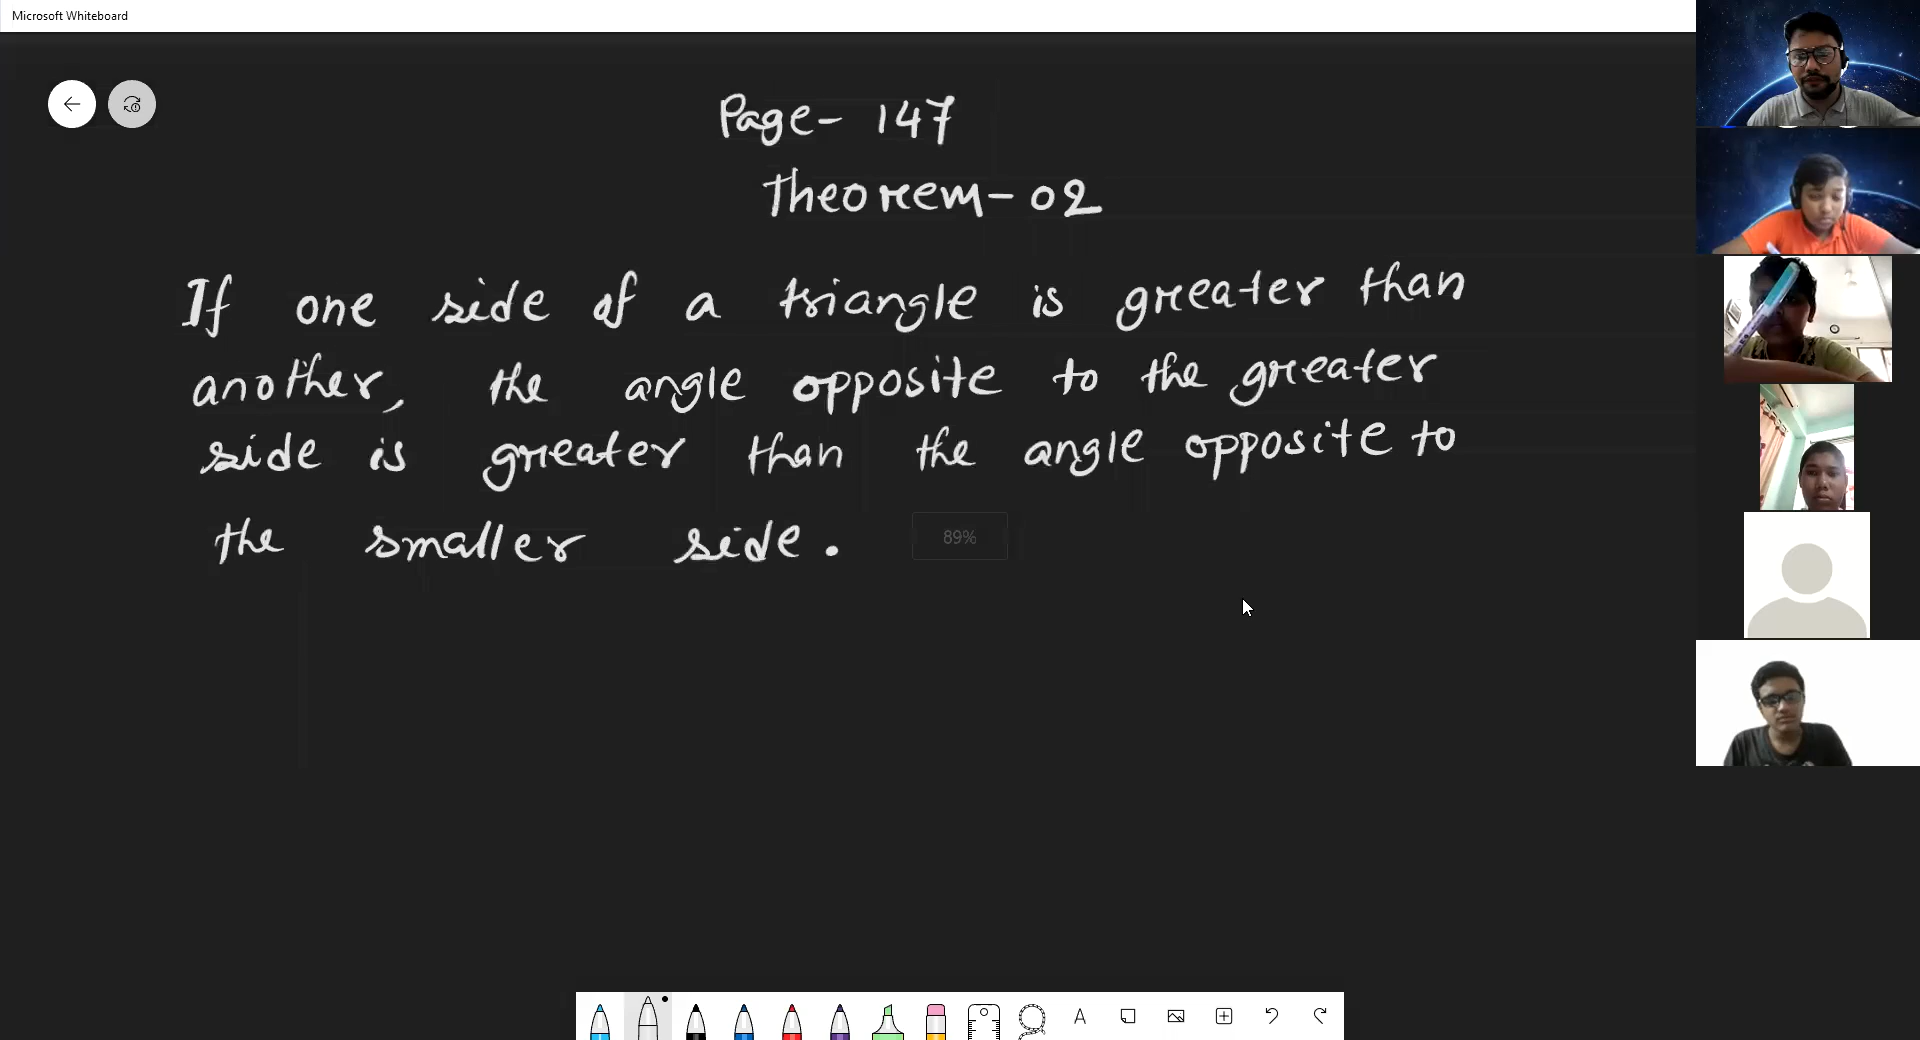 Microsoft Whiteboard
Page- 147
Theorem-02
If one side of a triangle is greater than
another, the angle opposite to the greater
side is greater than the angle opposite to
the smaller side.
89%
A